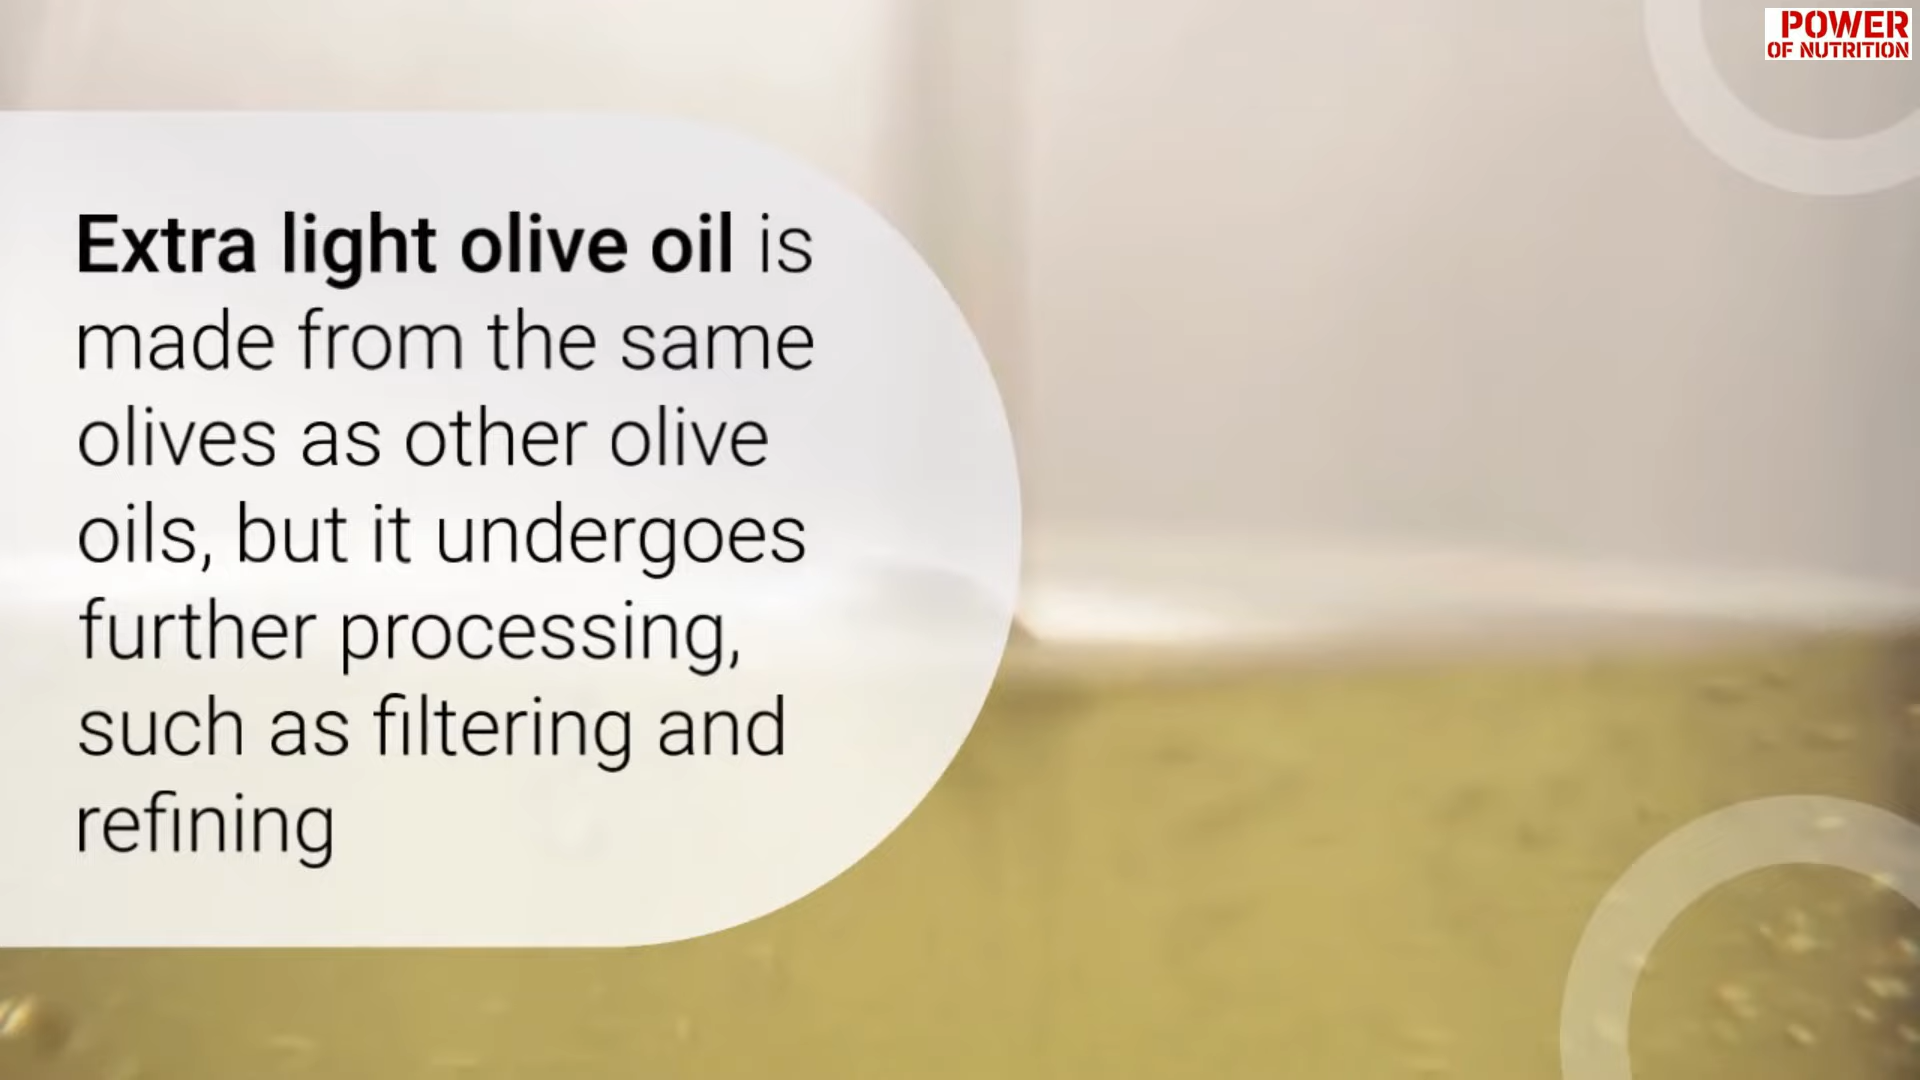 POWER
OF NUTRITION
Extra light olive oil is
made from the same
olives as other olive
oils, but it undergoes
further processing,
such as filtering and
refining